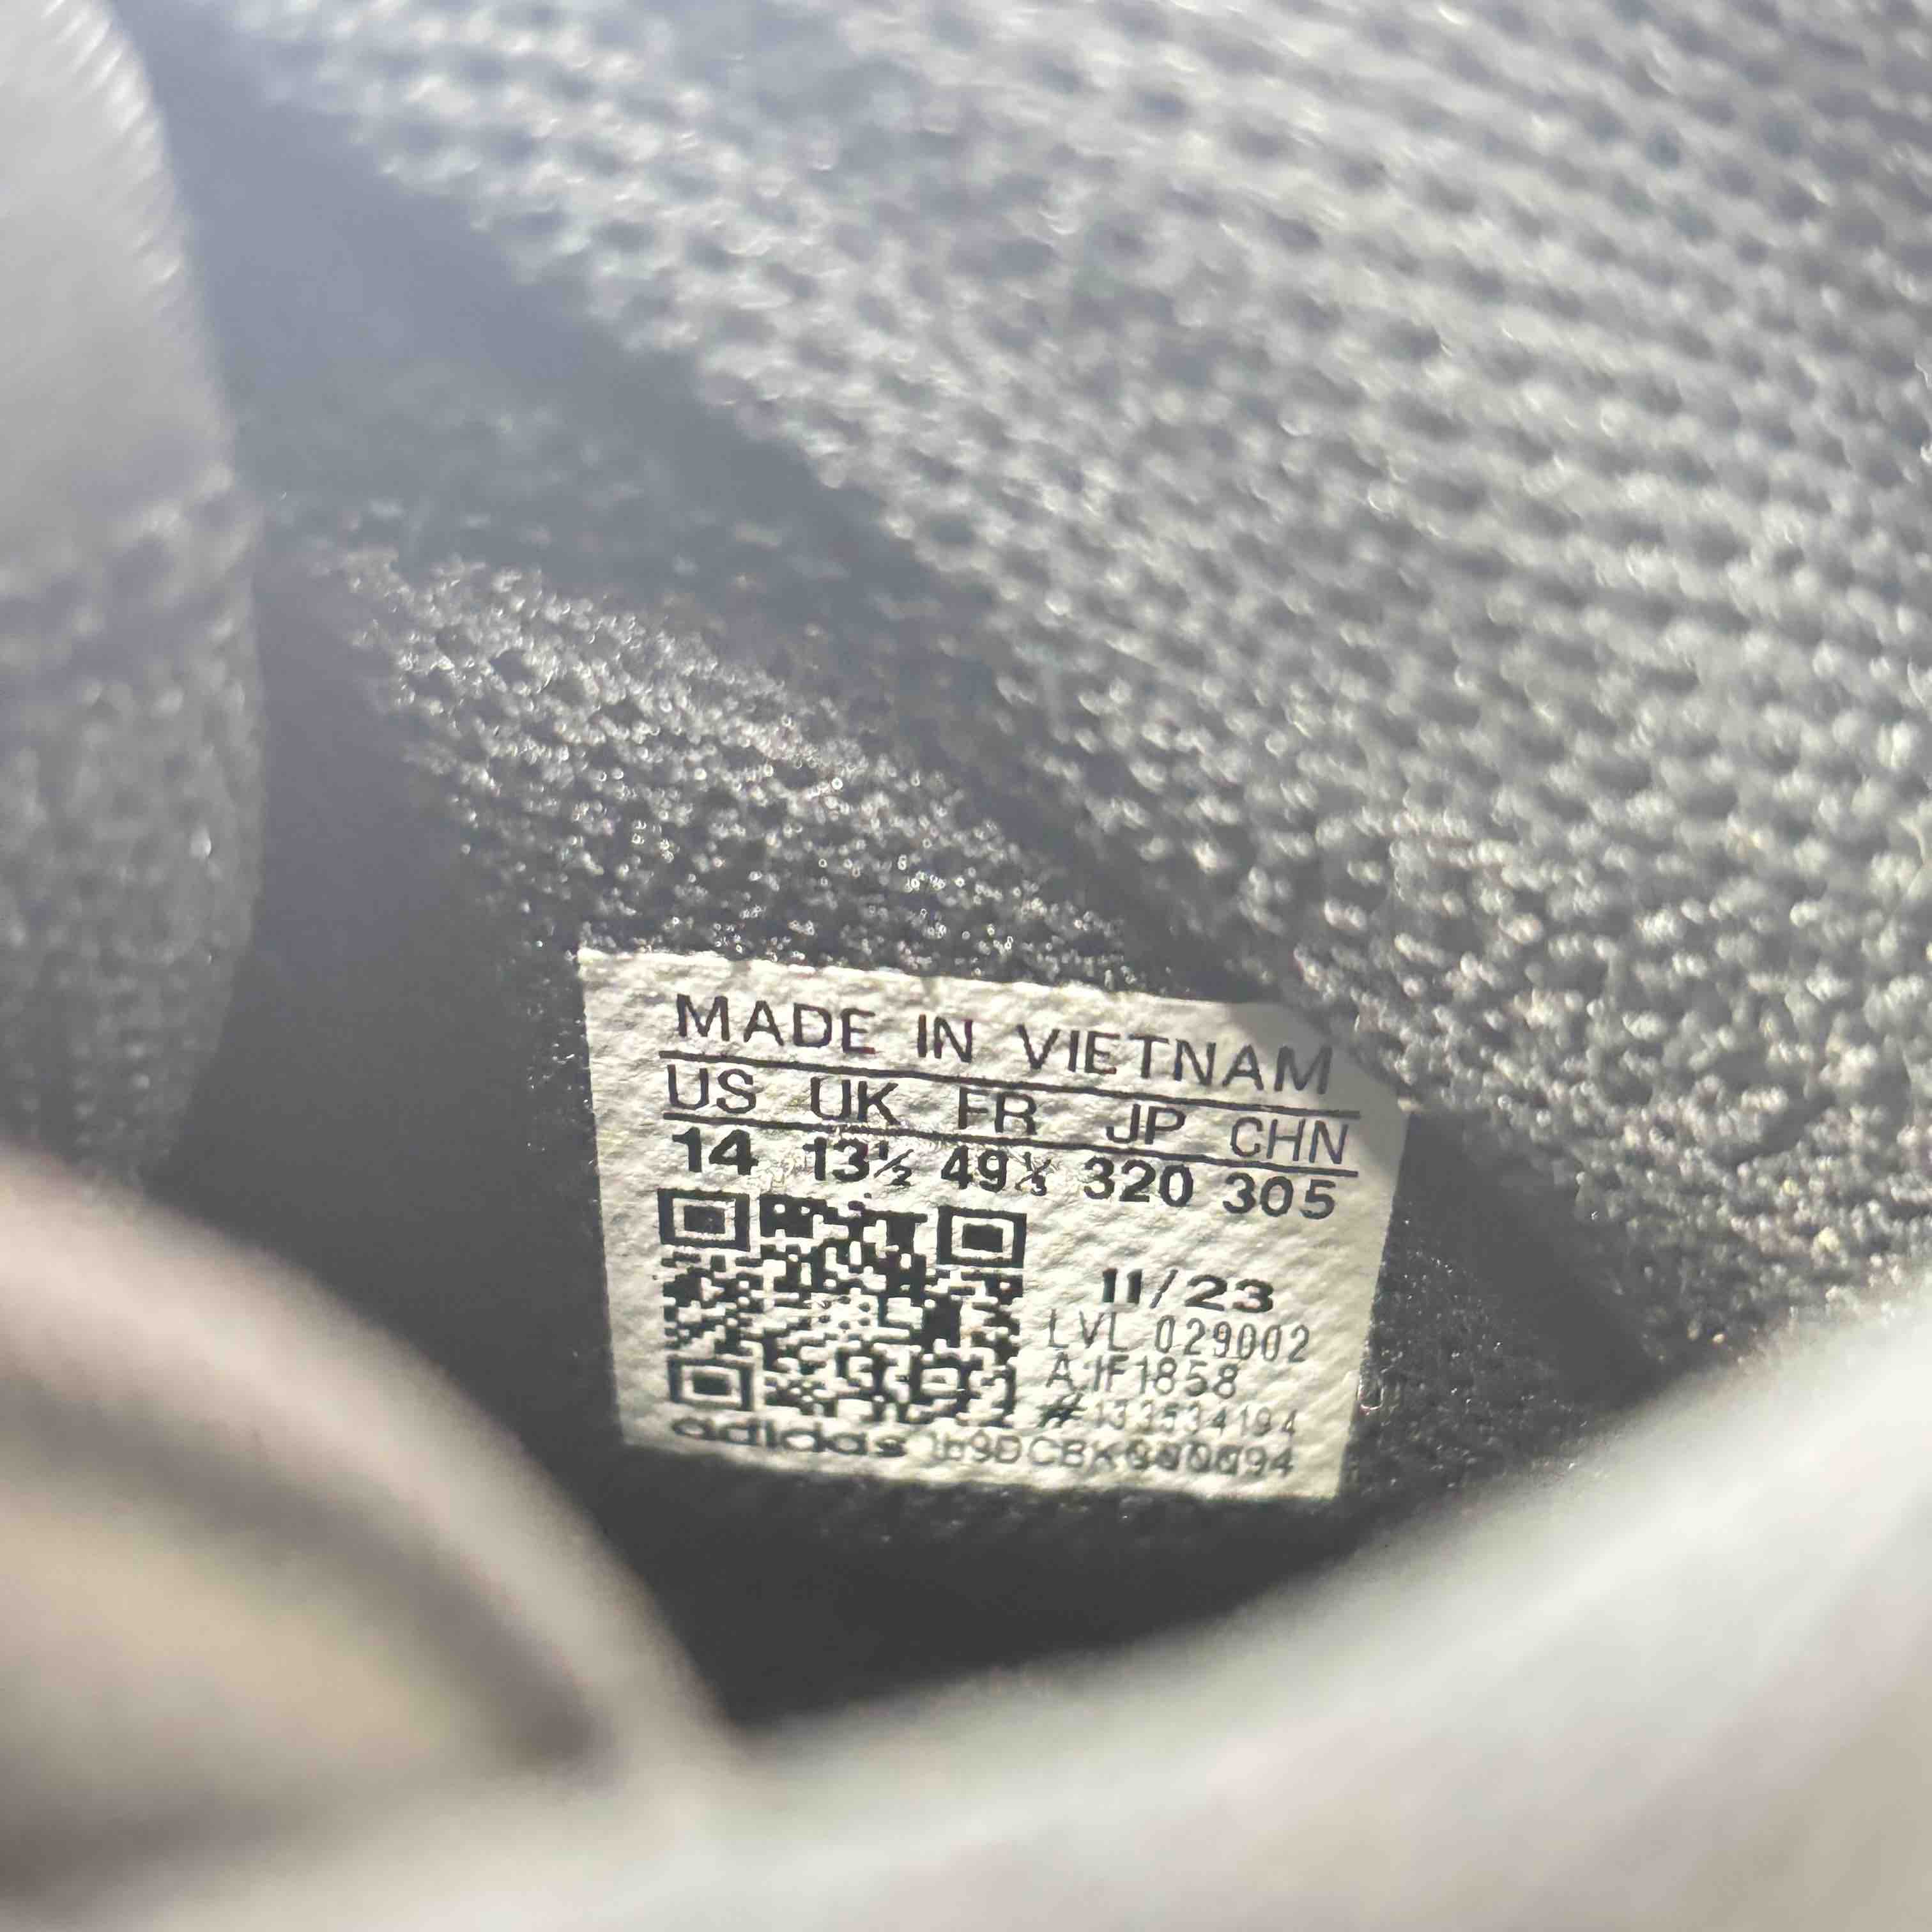 MADE IN VIETNAM
US UK FR JP CHN
14 13½ 49⅓ 320 305
11/23
LVL 029002
A IF1858
#133534194
adidas